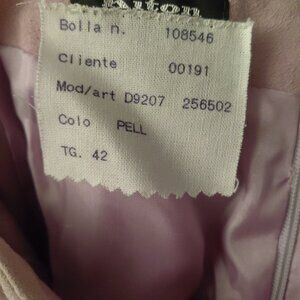 Bolla n. 108546
Cliente 00191
Mod/art D9207 256502
Colo PELL
TG. 42